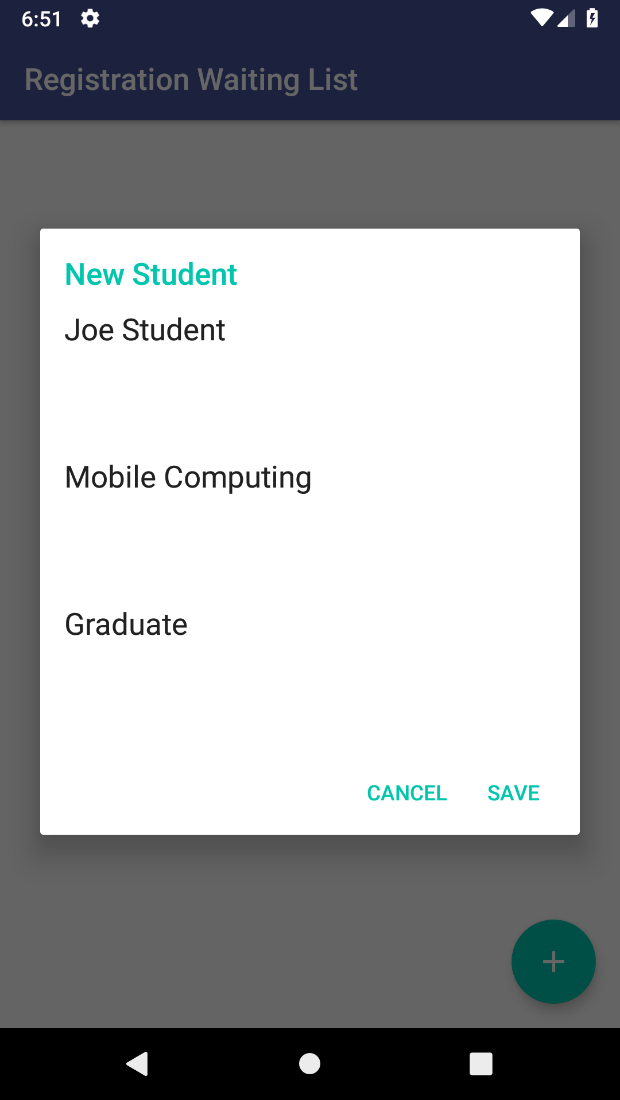 6:51
Registration Waiting List
New Student
Joe Student
Mobile Computing
Graduate
CANCEL SAVE
+